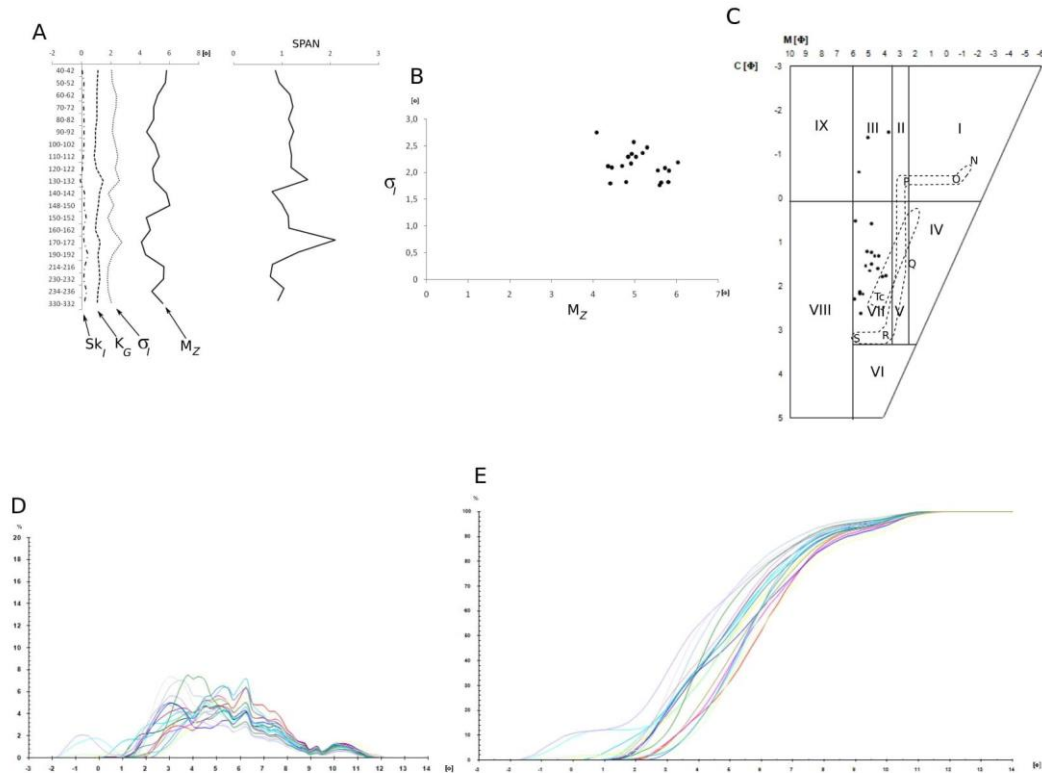 A
SPAN
-2 0 2 4 6 8 [ɸ]
1 2 3
40-42
50-52
60-62
70-72
80-82
90-92
100-102
110-112
120-122
130-132
140-142
148-150
150-152
160-162
170-172
190-192
214-216
230-232
234-236
330-332
Sk_I K_G σ_I M_Z
B
[ɸ]
3,0
2,5
2,0
1,5
1,0
0,5
0
σ_I
0 1 2 3 4 5 6 7 [ɸ]
M_Z
C
M [Φ]
10 9 8 7 6 5 4 3 2 1 0 -1 -2 -3 -4 -5 -6
C [Φ]
-3
-2
-1
0
1
2
3
4
5
IX III II I
N
P O
IV
Q
Tc
VIII VII V
S R
VI
D
%
20
18
16
14
12
10
8
6
4
2
0
-3 -2 -1 0 1 2 3 4 5 6 7 8 9 10 11 12 13 14
[ɸ]
E
%
100
90
80
70
60
50
40
30
20
10
0
-3 -2 -1 0 1 2 3 4 5 6 7 8 9 10 11 12 13 14
[ɸ]